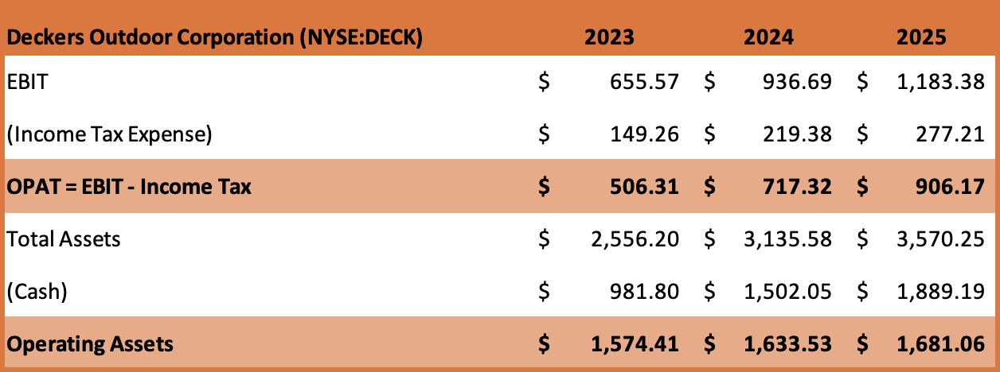 Deckers Outdoor Corporation (NYSE:DECK) 2023 2024 2025
EBIT $ 655.57 $ 936.69 $ 1,183.38
(Income Tax Expense) $ 149.26 $ 219.38 $ 277.21
OPAT = EBIT - Income Tax $ 506.31 $ 717.32 $ 906.17
Total Assets $ 2,556.20 $ 3,135.58 $ 3,570.25
(Cash) $ 981.80 $ 1,502.05 $ 1,889.19
Operating Assets $ 1,574.41 $ 1,633.53 $ 1,681.06